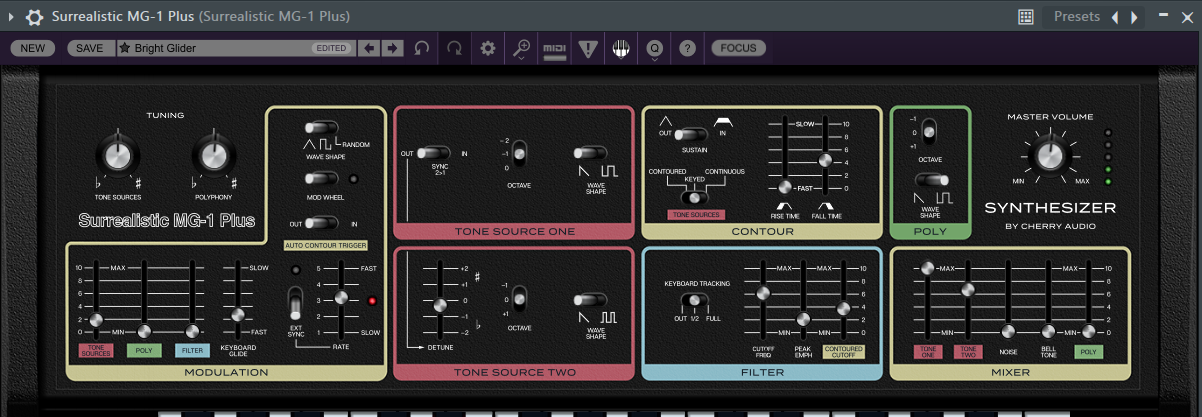 Surrealistic MG-1 Plus (Surrealistic MG-1 Plus)
Presets
NEW
SAVE
Bright Glider
EDITED
MIDI
Q
?
FOCUS
TUNING
♭ ♯
TONE SOURCES
♭ ♯
POLYPHONY
Surrealistic MG-1 Plus
RANDOM
WAVE SHAPE
MOD WHEEL
OUT IN
AUTO CONTOUR TRIGGER
10 MAX
8
6
4
2
0 MIN
TONE SOURCES
POLY
FILTER
SLOW
FAST
KEYBOARD GLIDE
EXT SYNC
5 FAST
4
3
2
1 SLOW
RATE
MODULATION
OUT IN
SYNC
2>1
-2
-1
0
OCTAVE
WAVE SHAPE
TONE SOURCE ONE
+2
+1
0
-1
-2
♯
♭
DETUNE
-1
0
+1
OCTAVE
WAVE SHAPE
TONE SOURCE TWO
OUT IN
SUSTAIN
CONTOURED KEYED CONTINUOUS
TONE SOURCES
SLOW 10
8
6
4
2
FAST 0
RISE TIME
FALL TIME
CONTOUR
KEYBOARD TRACKING
OUT 1/2 FULL
MAX 10
8
6
4
2
MIN 0
CUTOFF FREQ
PEAK EMPH
CONTOURED CUTOFF
FILTER
-1
0
+1
OCTAVE
WAVE SHAPE
POLY
MASTER VOLUME
MIN MAX
SYNTHESIZER
BY CHERRY AUDIO
MAX MAX 10
8
6
4
2
MIN MIN 0
TONE ONE
TONE TWO
NOISE
BELL TONE
POLY
MIXER